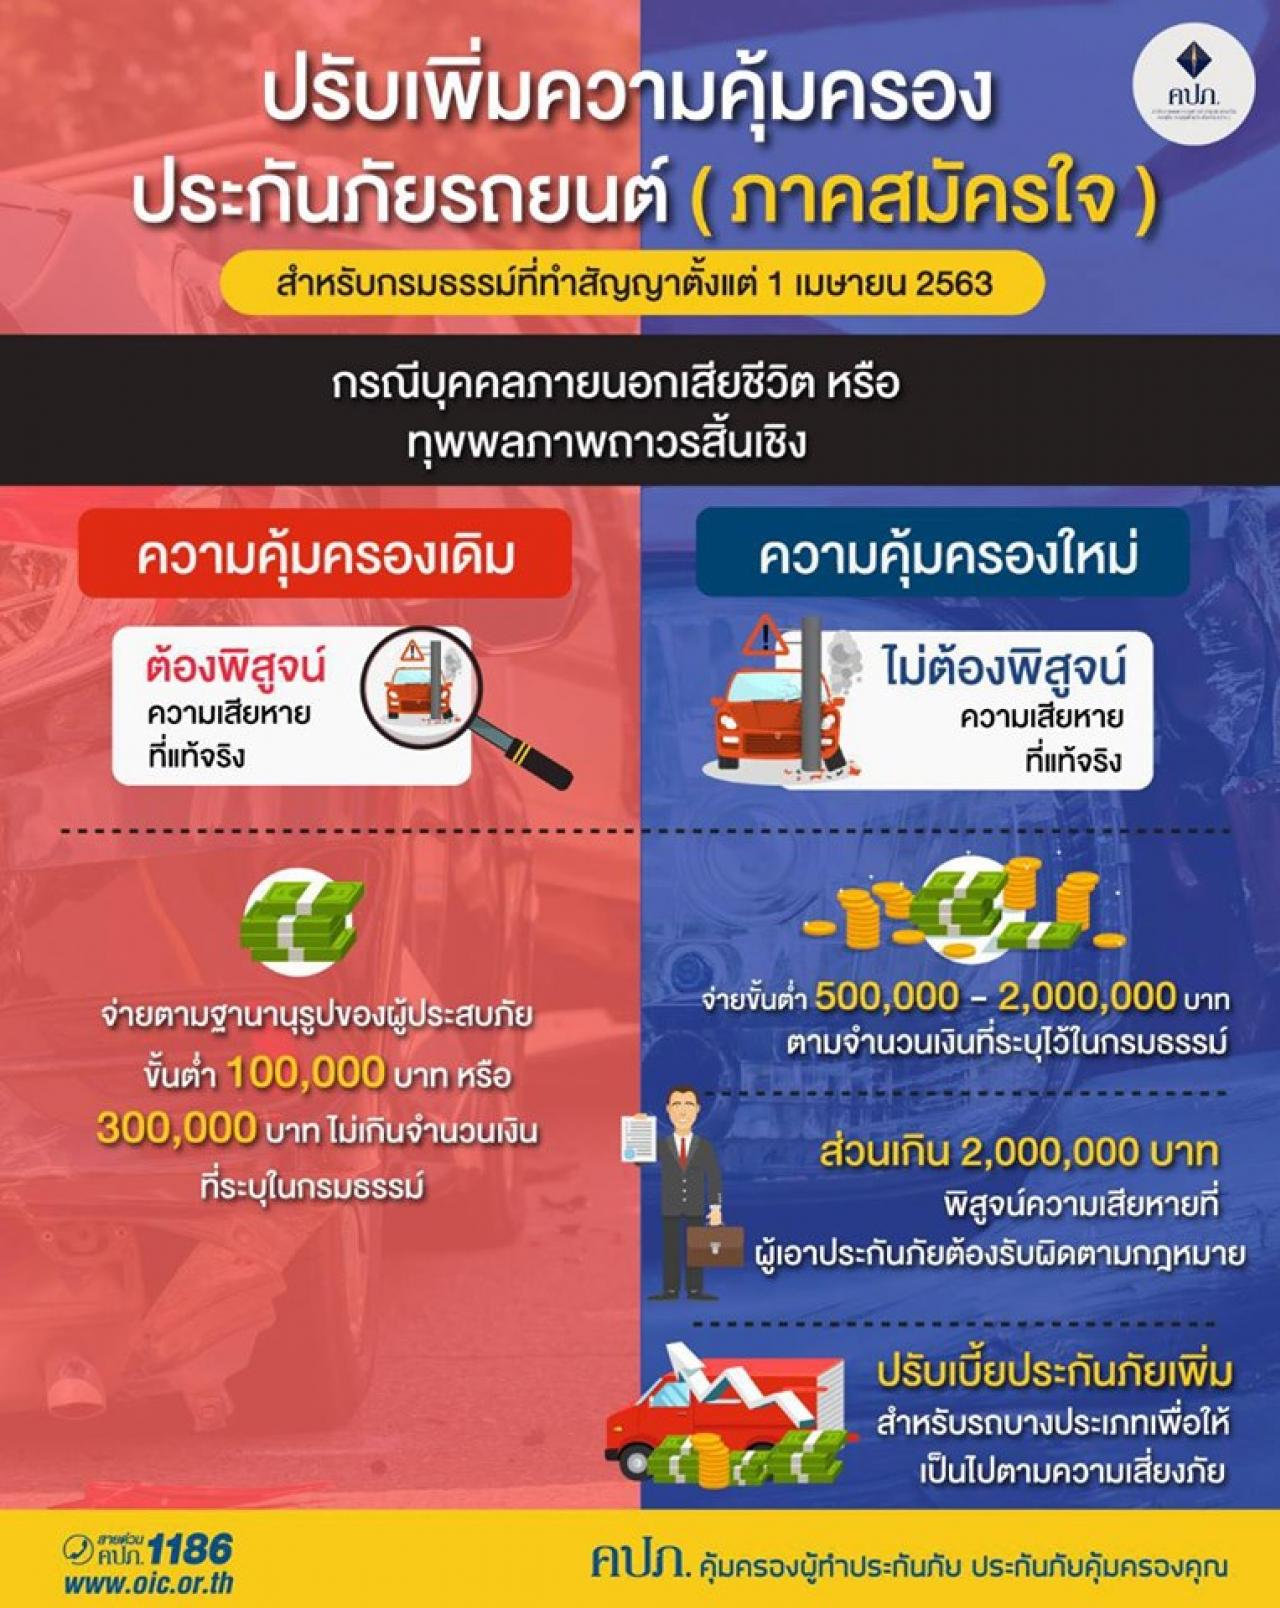 ปรับเพิ่มความคุ้มครอง
คปภ.
ประกันภัยรถยนต์ ( ภาคสมัครใจ )
สำหรับกรมธรรม์ที่ทำสัญญาตั้งแต่ 1 เมษายน 2563
กรณีบุคคลภายนอกเสียชีวิต หรือ
ทุพพลภาพถาวรสิ้นเชิง
ความคุ้มครองเดิม
ต้องพิสูจน์
ความเสียหาย
ที่แท้จริง
จ่ายตามฐานานุรูปของผู้ประสบภัย
ขั้นต่ำ 100,000 บาท หรือ
300,000 บาท ไม่เกินจำนวนเงิน
ที่ระบุในกรมธรรม์
ความคุ้มครองใหม่
ไม่ต้องพิสูจน์
ความเสียหาย
ที่แท้จริง
จ่ายขั้นต่ำ 500,000 - 2,000,000 บาท
ตามจำนวนเงินที่ระบุไว้ในกรมธรรม์
ส่วนเกิน 2,000,000 บาท
พิสูจน์ความเสียหายที่
ผู้เอาประกันภัยต้องรับผิดตามกฎหมาย
ปรับเบี้ยประกันภัยเพิ่ม
สำหรับรถบางประเภทเพื่อให้
เป็นไปตามความเสี่ยงภัย
สายด่วน คปภ. 1186
www.oic.or.th
คปภ. คุ้มครองผู้ทำประกันภัย ประกันภัยคุ้มครองคุณ